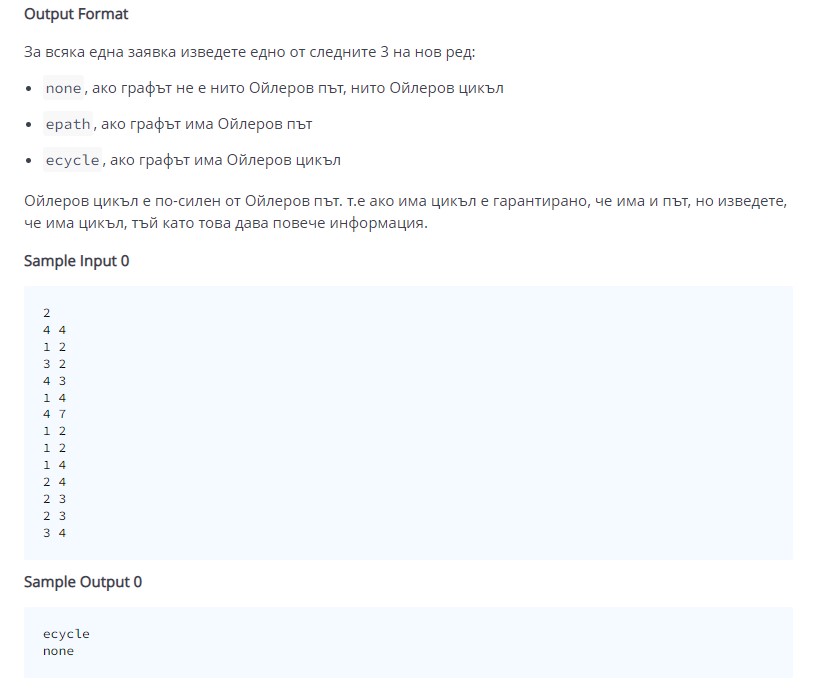 Output Format
За всяка една заявка изведете едно от следните 3 на нов ред:
• none, ако графът не е нито Ойлеров път, нито Ойлеров цикъл
• epath, ако графът има Ойлеров път
• ecycle, ако графът има Ойлеров цикъл
Ойлеров цикъл е по-силен от Ойлеров път. т.е ако има цикъл е гарантирано, че има и път, но изведете,
че има цикъл, тъй като това дава повече информация.
Sample Input 0
2
4 4
1 2
3 2
4 3
1 4
4 7
1 2
1 2
1 4
2 4
2 3
2 3
3 4
Sample Output 0
ecycle
none